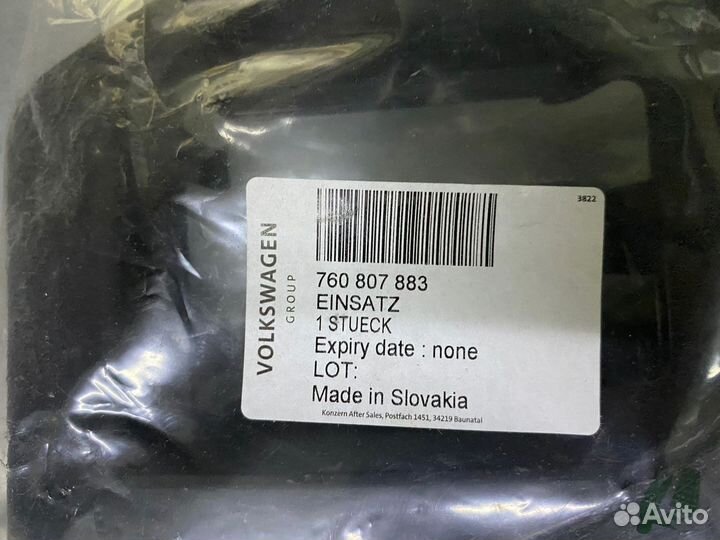 3822
VOLKSWAGEN
GROUP
760 807 883
EINSATZ
1 STUECK
Expiry date : none
LOT:
Made in Slovakia
Konzern After Sales, Postfach 1451, 34219 Baunatal
Avito